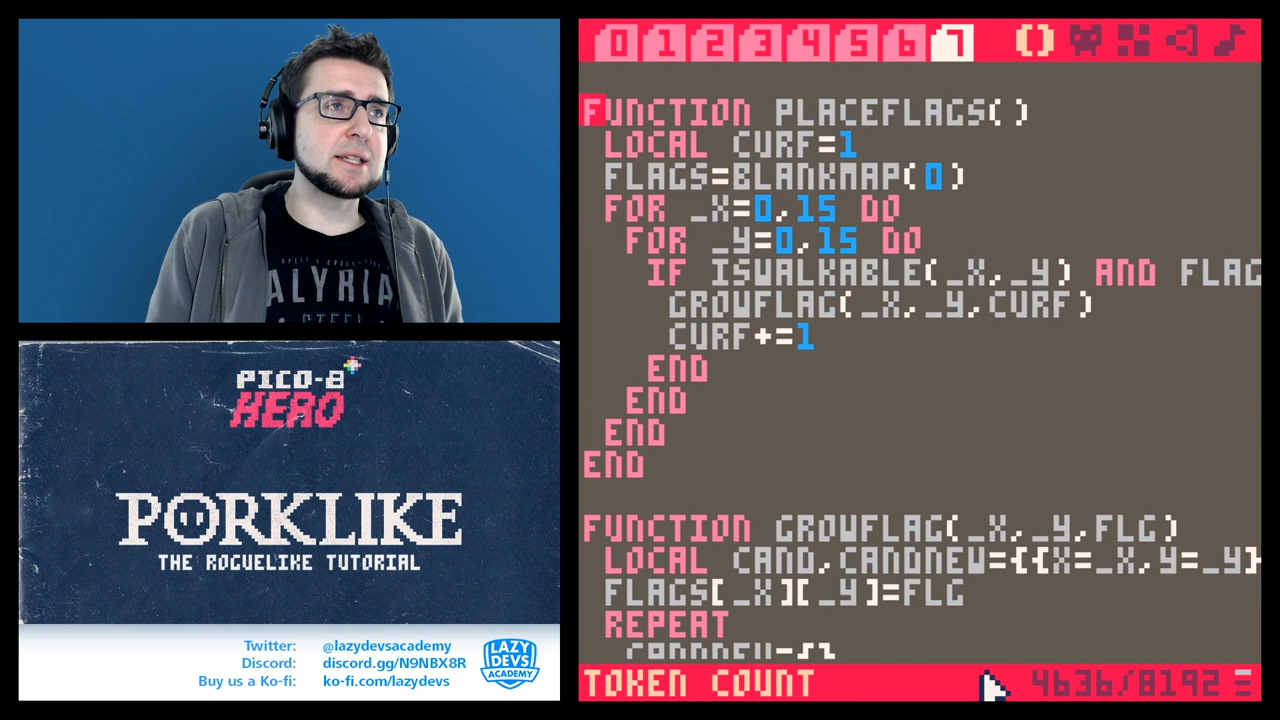 ALYRIA
STEEL
PICO-8
HERO
PORKLIKE
THE ROGUELIKE TUTORIAL
Twitter: @lazydevsacademy
Discord: discord.gg/N9NBX8R
Buy us a Ko-fi: ko-fi.com/lazydevs
LAZY
DEVS
ACADEMY
0 1 2 3 4 5 6 7
FUNCTION PLACEFLAGS()
LOCAL CURF=1
FLAGS=BLANKMAP(0)
FOR _X=0,15 DO
FOR _Y=0,15 DO
IF ISWALKABLE(_X,_Y) AND FLAG
GROWFLAG(_X,_Y,CURF)
CURF+=1
END
END
END
END
FUNCTION GROWFLAG(_X,_Y,FLG)
LOCAL CAND,CANDNEW={{X=_X,Y=_Y}
FLAGS[_X][_Y]=FLG
REPEAT
TOKEN COUNT 4636/8192